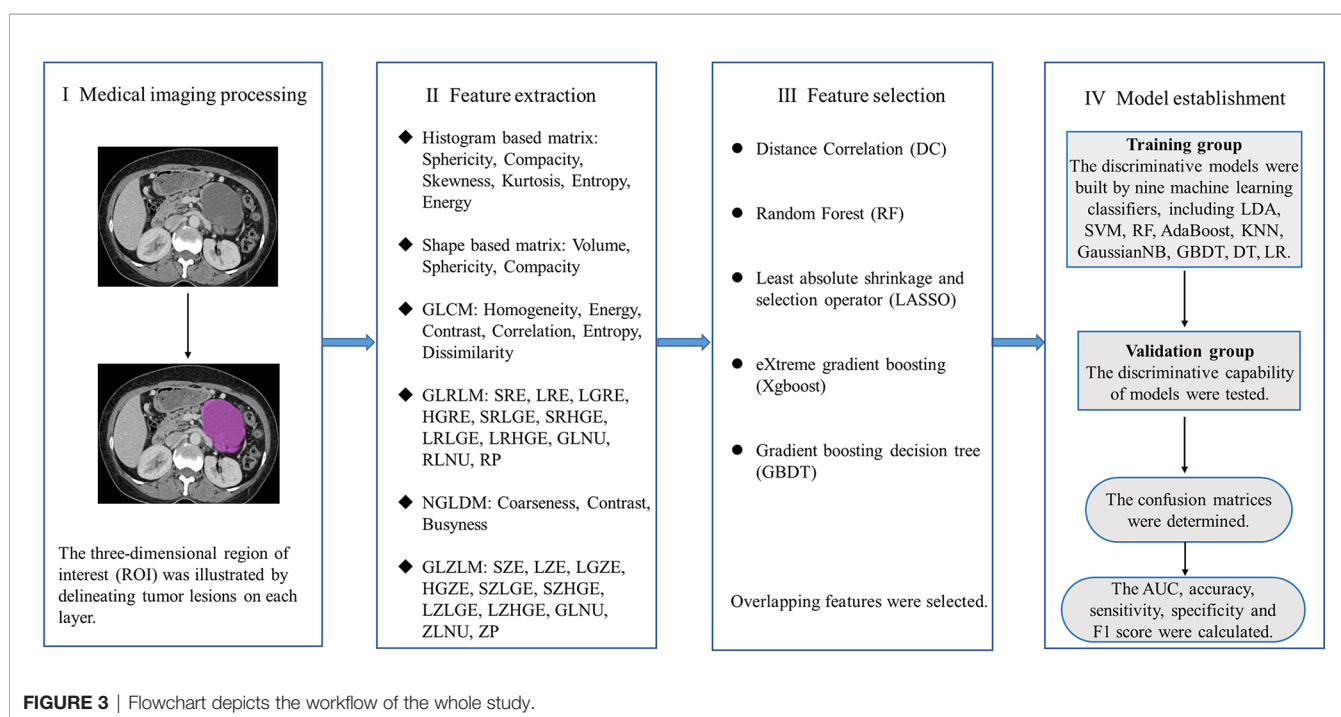 I Medical imaging processing
The three-dimensional region of
interest (ROI) was illustrated by
delineating tumor lesions on each
layer.
II Feature extraction
◆ Histogram based matrix:
Sphericity, Compacity,
Skewness, Kurtosis, Entropy,
Energy
◆ Shape based matrix: Volume,
Sphericity, Compacity
◆ GLCM: Homogeneity, Energy,
Contrast, Correlation, Entropy,
Dissimilarity
◆ GLRLM: SRE, LRE, LGRE,
HGRE, SRLGE, SRHGE,
LRLGE, LRHGE, GLNU,
RLNU, RP
◆ NGLDM: Coarseness, Contrast,
Busyness
◆ GLZLM: SZE, LZE, LGZE,
HGZE, SZLGE, SZHGE,
LZLGE, LZHGE, GLNU,
ZLNU, ZP
III Feature selection
● Distance Correlation (DC)
● Random Forest (RF)
● Least absolute shrinkage and
selection operator (LASSO)
● eXtreme gradient boosting
(Xgboost)
● Gradient boosting decision tree
(GBDT)
Overlapping features were selected.
IV Model establishment
Training group
The discriminative models were
built by nine machine learning
classifiers, including LDA,
SVM, RF, AdaBoost, KNN,
GaussianNB, GBDT, DT, LR.
Validation group
The discriminative capability
of models were tested.
The confusion matrices
were determined.
The AUC, accuracy,
sensitivity, specificity and
F1 score were calculated.
FIGURE 3 | Flowchart depicts the workflow of the whole study.